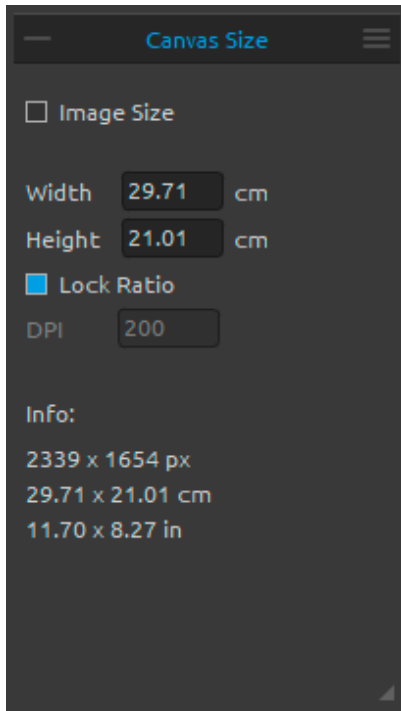 Canvas Size
Image Size
Width 29.71 cm
Height 21.01 cm
Lock Ratio
DPI 200
Info:
2339 x 1654 px
29.71 x 21.01 cm
11.70 x 8.27 in